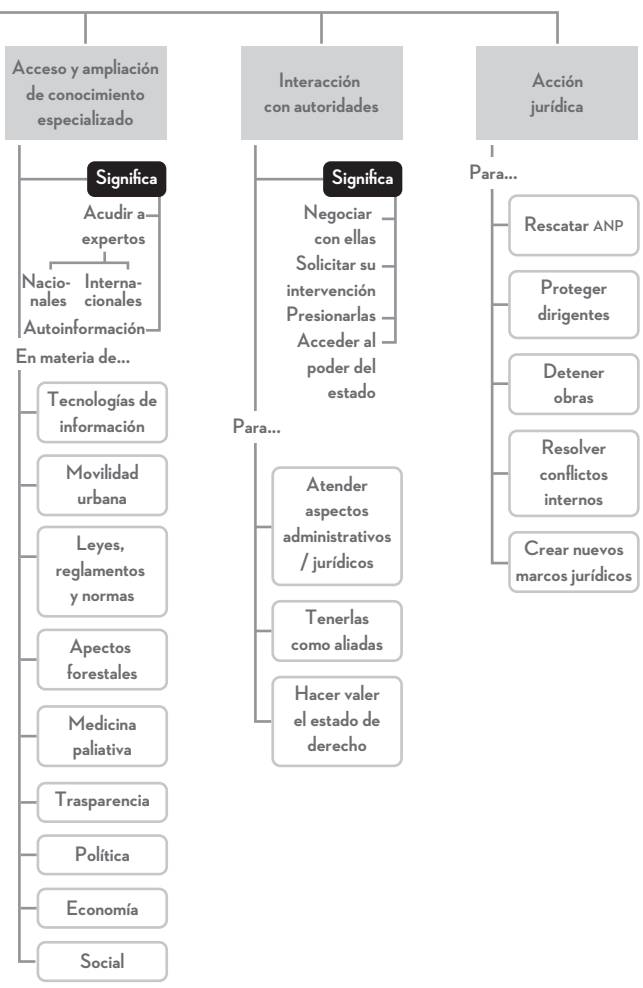 Acceso y ampliación
de conocimiento
especializado
Significa
Acudir a
expertos
Nacio-
nales
Interna-
cionales
Autoinformación
En materia de...
Tecnologías de
información
Movilidad
urbana
Leyes,
reglamentos
y normas
Apectos
forestales
Medicina
paliativa
Trasparencia
Política
Economía
Social
Interacción
con autoridades
Significa
Negociar
con ellas
Solicitar su
intervención
Presionarlas
Acceder al
poder del
estado
Para...
Atender
aspectos
administrativos
/ jurídicos
Tenerlas
como aliadas
Hacer valer
el estado de
derecho
Acción
jurídica
Para...
Rescatar ANP
Proteger
dirigentes
Detener
obras
Resolver
conflictos
internos
Crear nuevos
marcos jurídicos